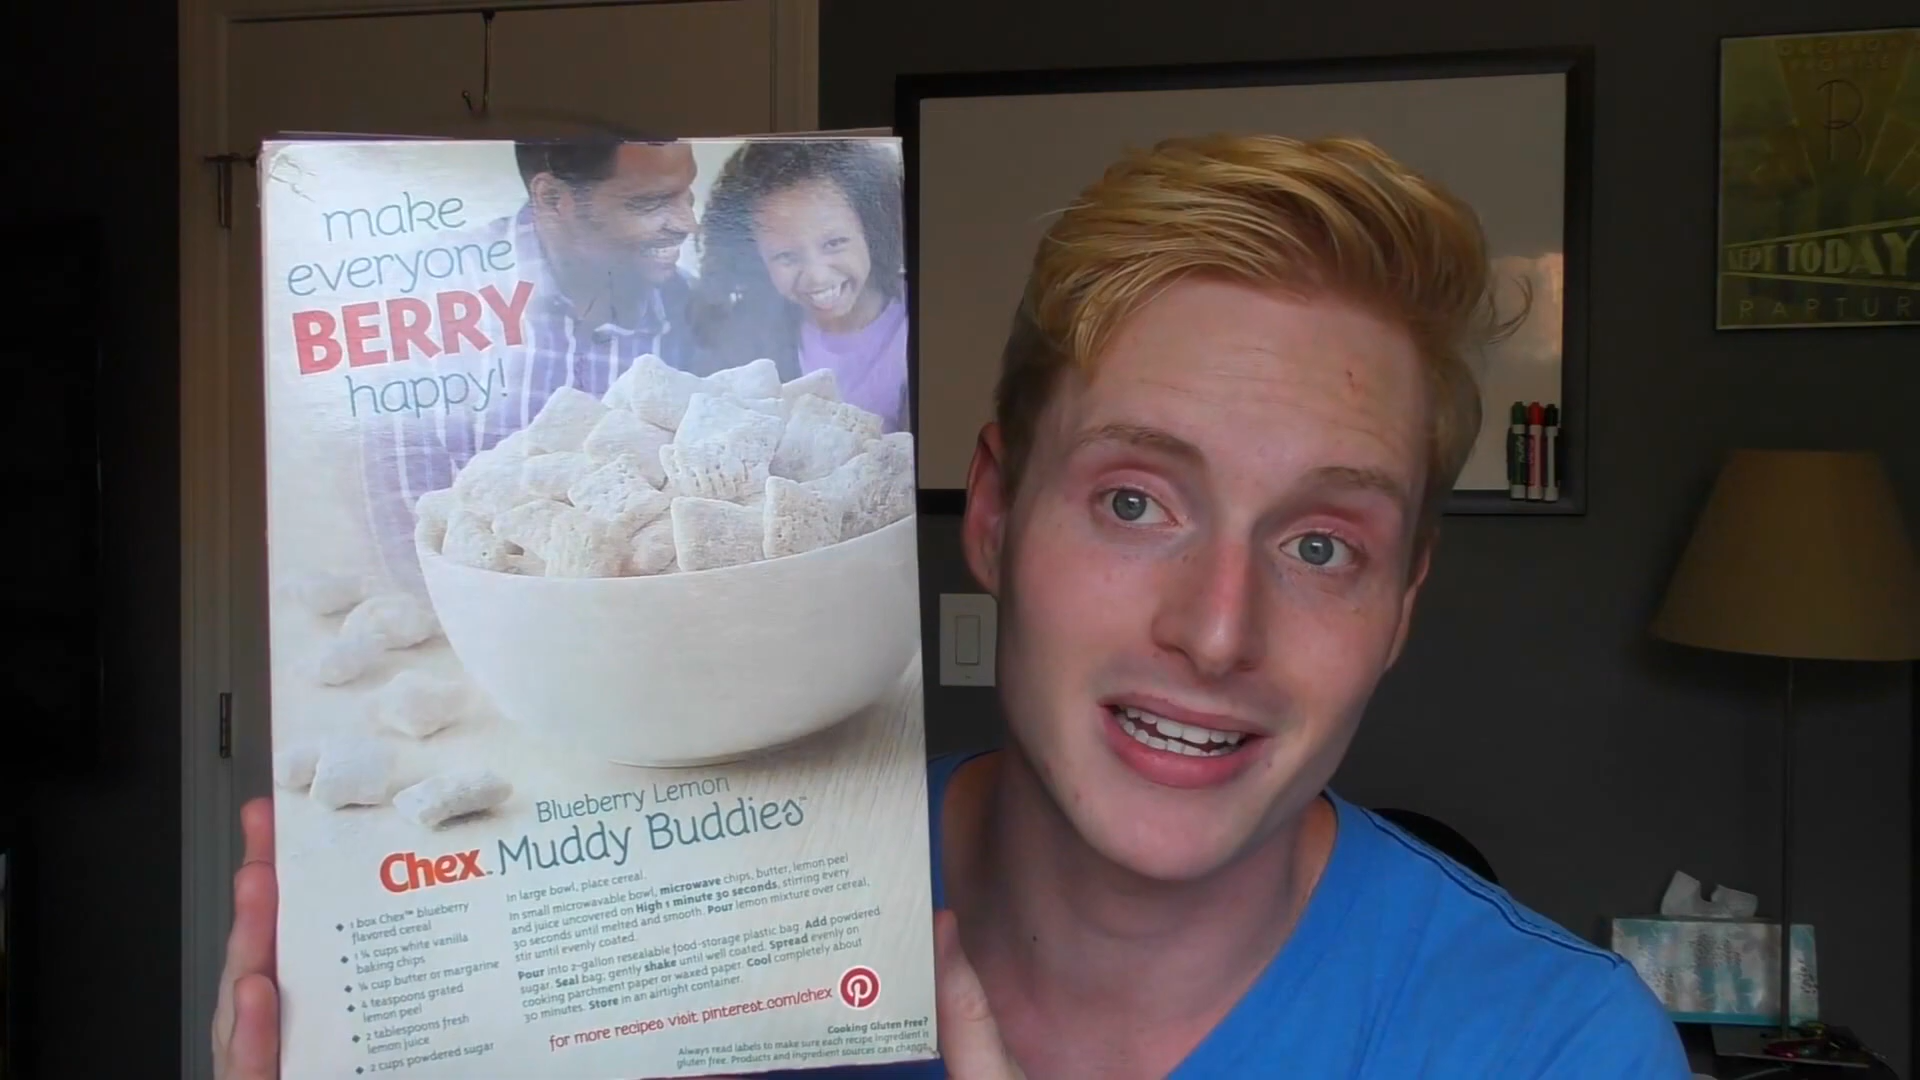 make
everyone
BERRY
happy!
Blueberry Lemon
Chex™ Muddy Buddies™
◆ 1 box Chex™ blueberry
flavored cereal
◆ 1 ¾ cups white vanilla
baking chips
◆ ¼ cup butter or margarine
◆ 4 teaspoons grated
lemon peel
◆ 2 tablespoons fresh
lemon juice
◆ 2 cups powdered sugar
In large bowl, place cereal.
In small microwavable bowl, microwave chips, butter, lemon peel
and juice uncovered on High 1 minute 30 seconds, stirring every
30 seconds until melted and smooth. Pour lemon mixture over cereal,
stir until evenly coated.
Pour into 2-gallon resealable food-storage plastic bag. Add powdered
sugar. Seal bag; gently shake until well coated. Spread evenly on
cooking parchment paper or waxed paper. Cool completely about
30 minutes. Store in an airtight container.
for more recipes visit pinterest.com/chex
Cooking Gluten Free?
Always read labels to make sure each recipe ingredient is
gluten free. Products and ingredient sources can change.
PROMISE
R
KEPT TODAY
RAPTUR